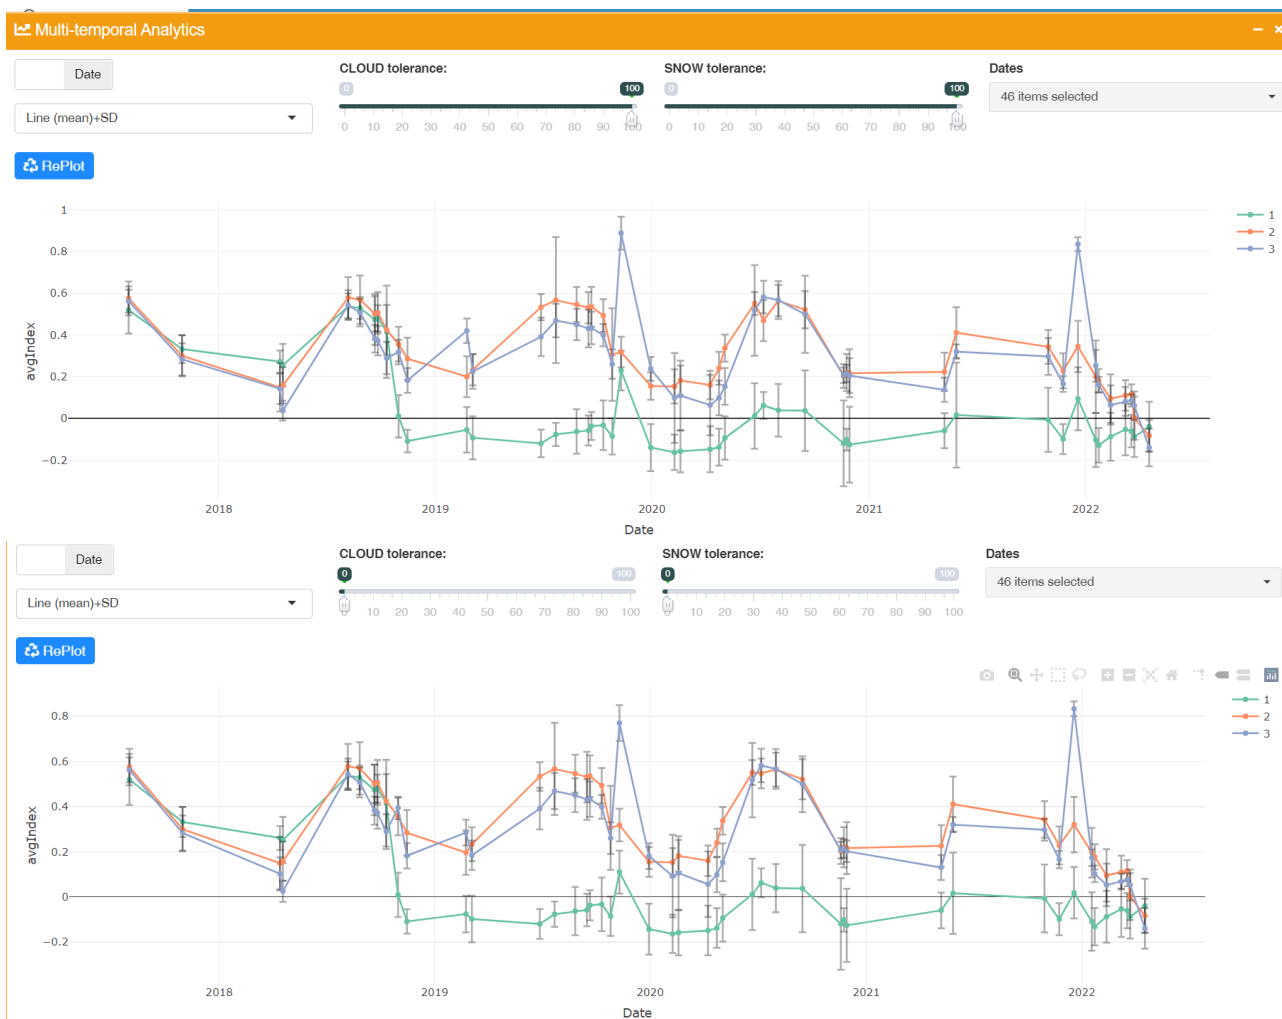 Multi-temporal Analytics
Date
CLOUD tolerance:
SNOW tolerance:
Dates
0 100
0 100
46 items selected
Line (mean)+SD
0 10 20 30 40 50 60 70 80 90 100
0 10 20 30 40 50 60 70 80 90 100
RePlot
1
0.8
0.6
0.4
0.2
0
−0.2
avgIndex
2018 2019 2020 2021 2022
Date
1
2
3
Date
CLOUD tolerance:
SNOW tolerance:
Dates
0 100
0 100
46 items selected
Line (mean)+SD
0 10 20 30 40 50 60 70 80 90 100
0 10 20 30 40 50 60 70 80 90 100
RePlot
0.8
0.6
0.4
0.2
0
−0.2
avgIndex
2018 2019 2020 2021 2022
Date
1
2
3